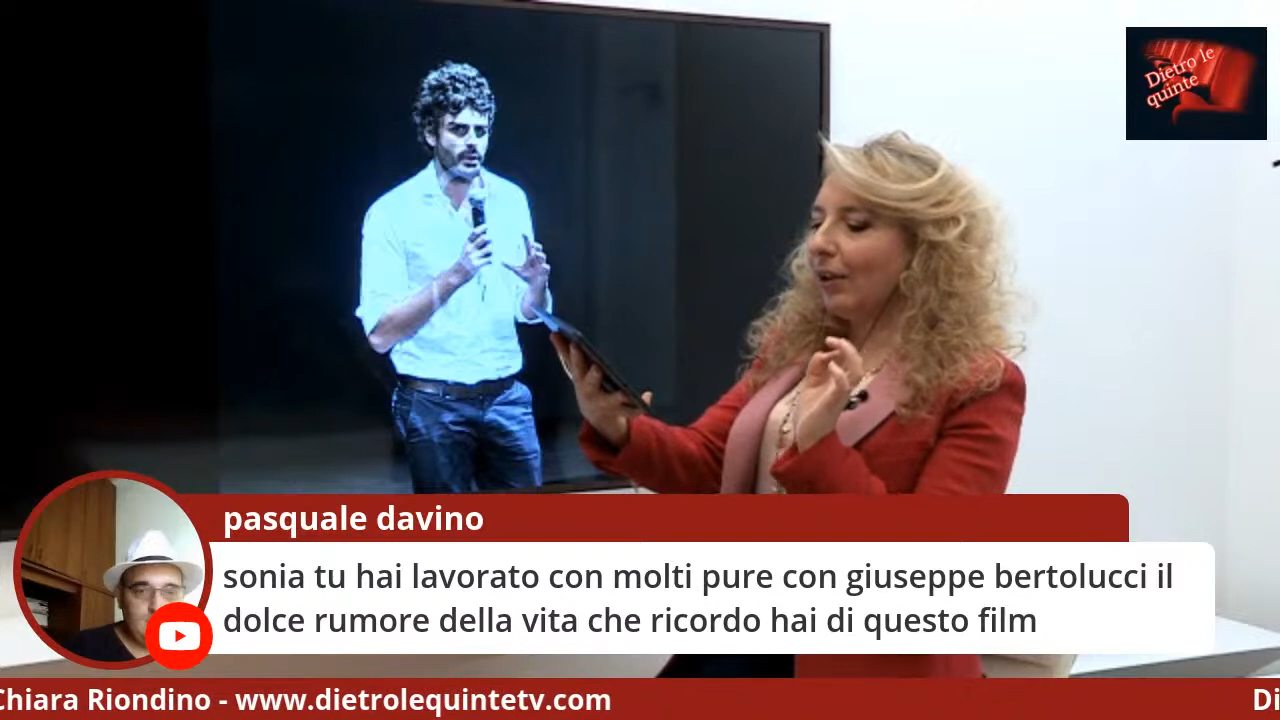 Dietro le
quinte
pasquale davino
sonia tu hai lavorato con molti pure con giuseppe bertolucci il
dolce rumore della vita che ricordo hai di questo film
Chiara Riondino - www.dietrolequintetv.com
Di